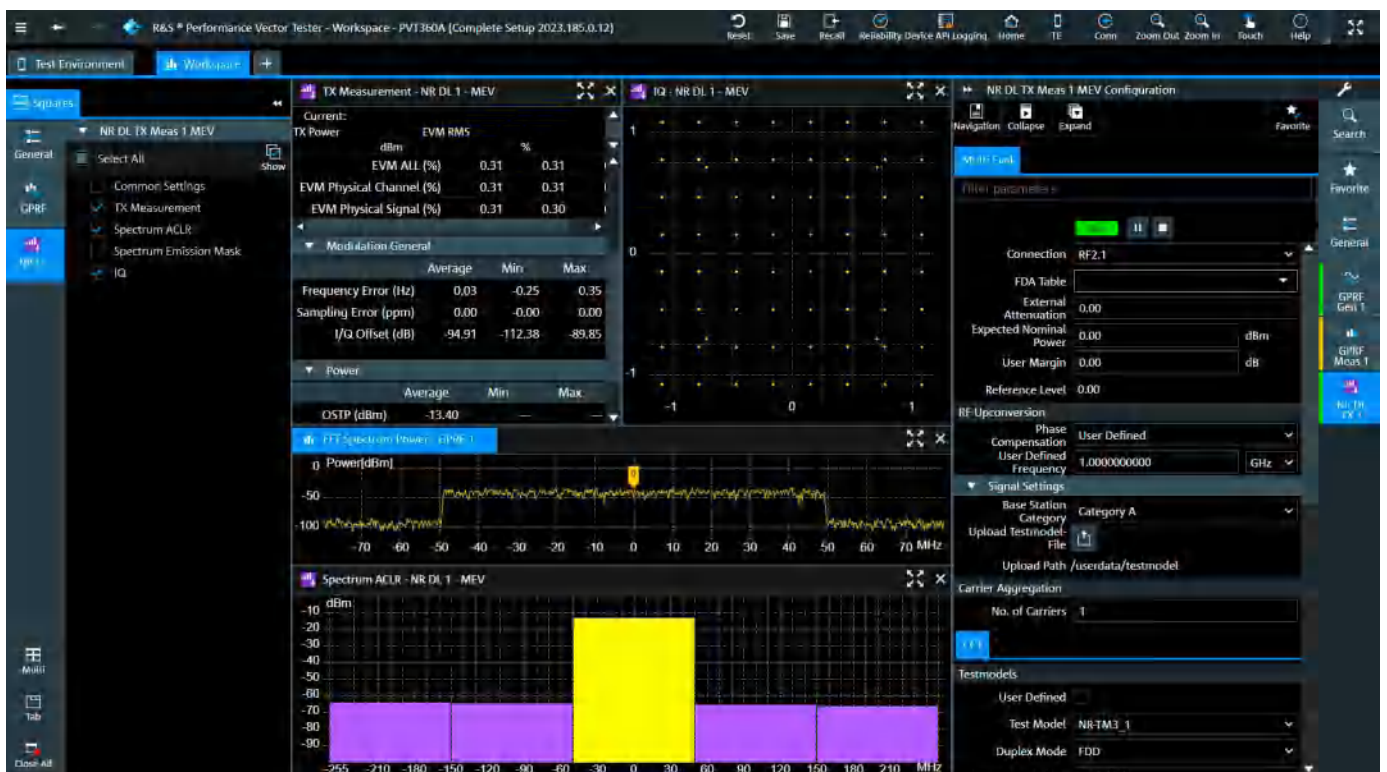 R&S ® Performance Vector Tester - Workspace - PVT360A (Complete Setup 2023.185.0.12)
Reset Save Recall Reliability Device API Logging Home TE Conn Zoom Out Zoom In Touch Help
Test Environment Workspace +
Squares
General
GPRF
NR DL TX Meas 1 MEV
Select All
Show
Common Settings
TX Measurement
Spectrum ACLR
Spectrum Emission Mask
IQ
Multi
Tab
Close All
TX Measurement - NR DL 1 - MEV
Current:
TX Power EVM RMS
dBm %
EVM ALL (%) 0.31 0.31
EVM Physical Channel (%) 0.31 0.31
EVM Physical Signal (%) 0.31 0.30
Modulation General
Average Min Max
Frequency Error (Hz) 0.03 -0.25 0.35
Sampling Error (ppm) 0.00 -0.00 0.00
I/Q Offset (dB) -94.91 -112.38 -89.85
Power
Average Min Max
OSTP (dBm) -13.40 — —
IQ - NR DL 1 - MEV
1
0
-1
-1 0 1
FFT Spectrum Power - GPRF 1
Power[dBm]
0
0
-50
-100
-70 -60 -50 -40 -30 -20 -10 0 10 20 30 40 50 60 70 MHz
Spectrum ACLR - NR DL 1 - MEV
dBm
-10
-20
-30
-40
-50
-60
-70
-80
-90
-255 -210 -180 -150 -120 -90 -60 -30 0 30 60 90 120 150 180 210 MHz
NR DL TX Meas 1 MEV Configuration
Navigation Collapse Expand Favorite
Filter parameters
Connection RF2.1
FDA Table
External Attenuation 0.00
Expected Nominal Power 0.00 dBm
User Margin 0.00 dB
Reference Level 0.00
RF Upconversion
Phase Compensation User Defined
User Defined Frequency 1.0000000000 GHz
Signal Settings
Base Station Category Category A
Upload Testmodel-File
Upload Path /userdata/testmodel
Carrier Aggregation
No. of Carriers 1
Testmodels
User Defined
Test Model NR-TM3_1
Duplex Mode FDD
Search
Favorite
General
GPRF Gen 1
GPRF Meas 1
NR DL TX 1